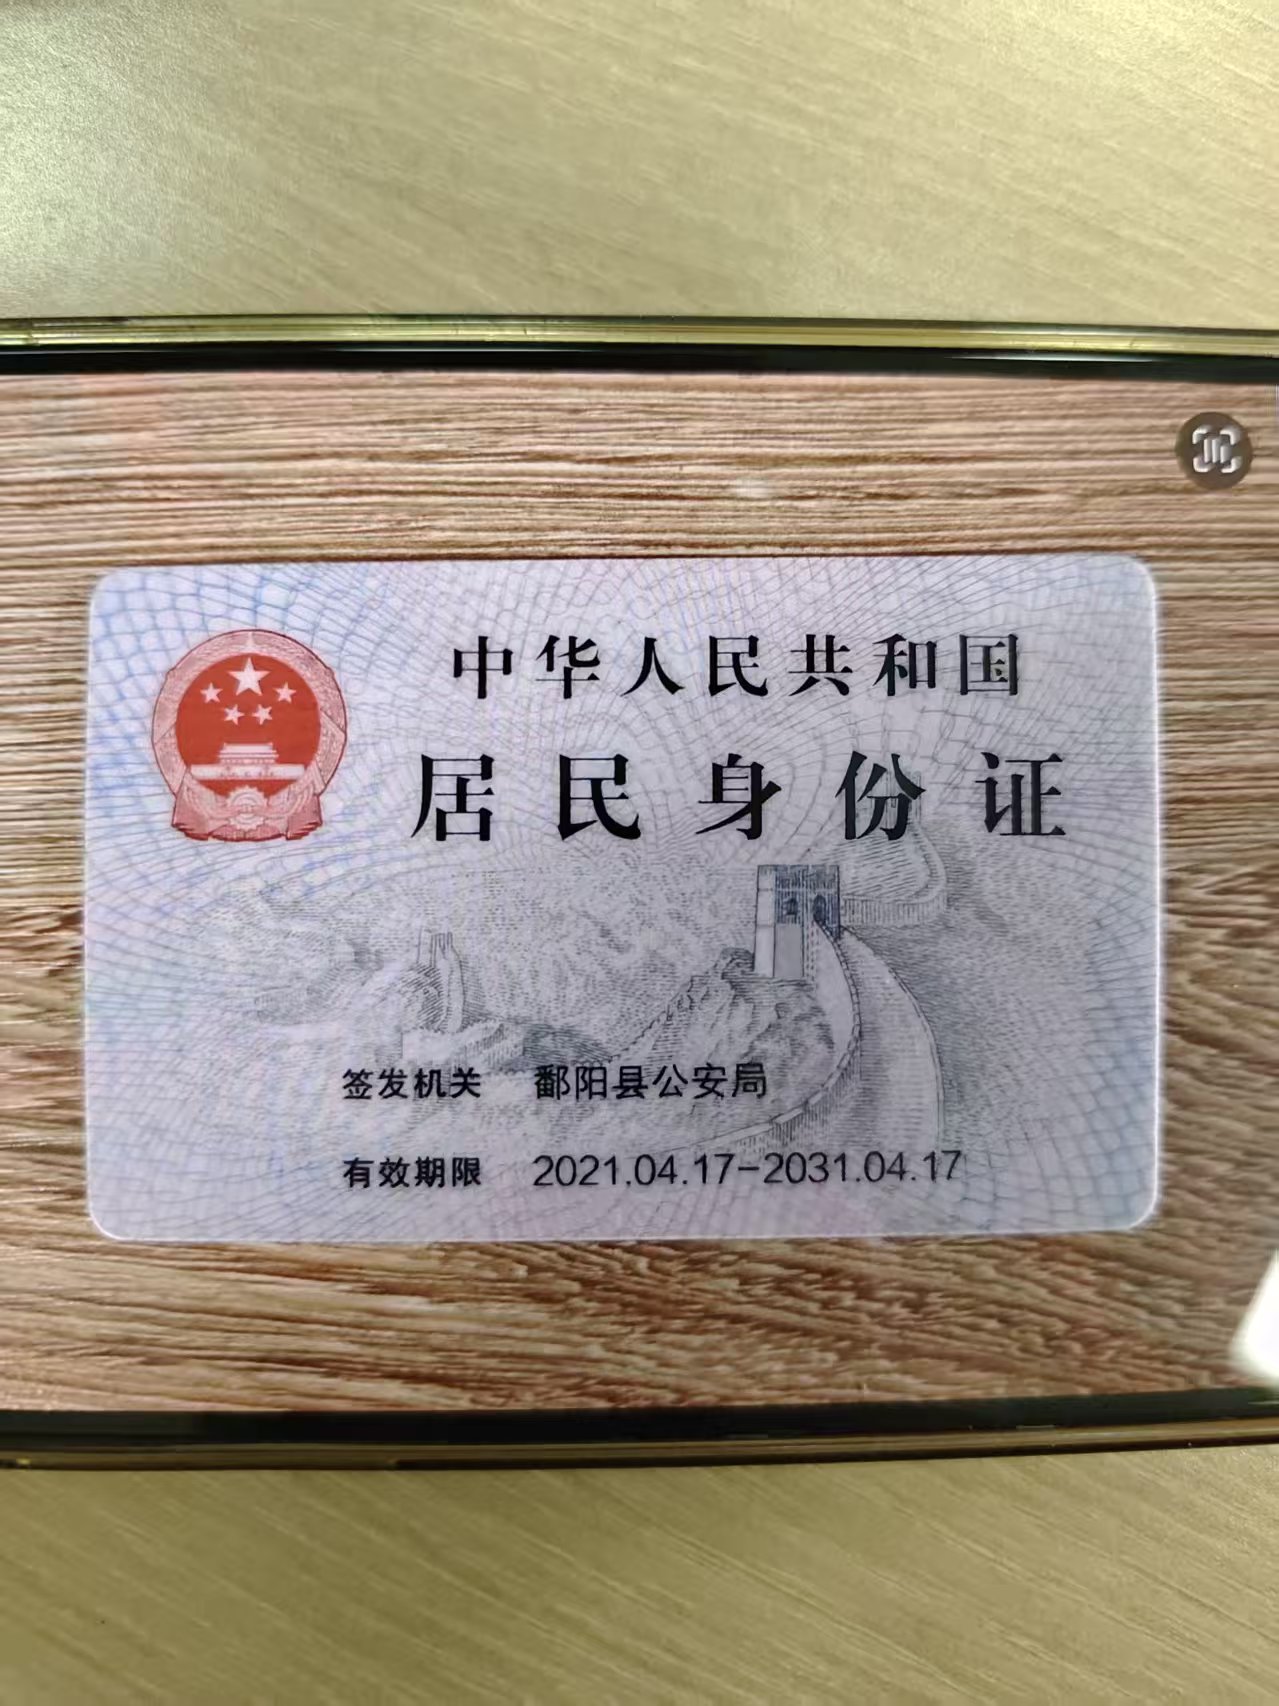 中华人民共和国
居民身份证
签发机关 鄱阳县公安局
有效期限 2021.04.17-2031.04.17